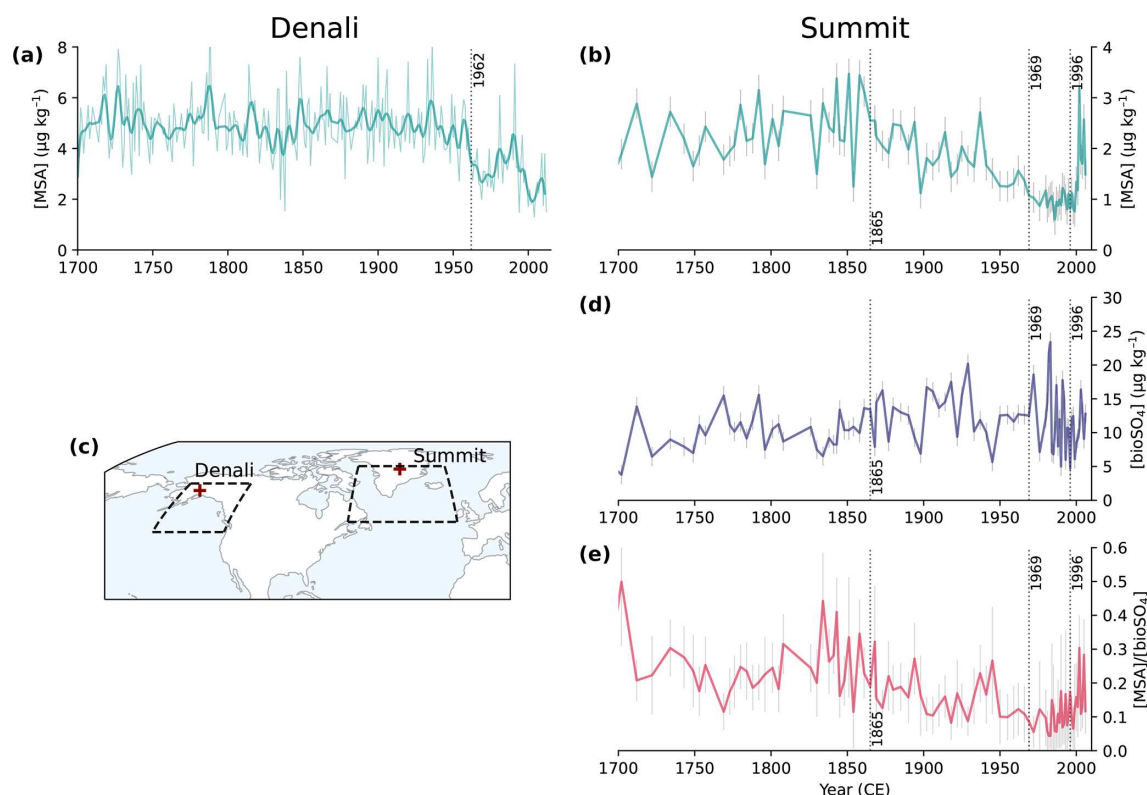 Denali
Summit
(a)
[MSA] (μg kg⁻¹)
8
6
4
2
0
1962
1700 1750 1800 1850 1900 1950 2000
(b)
1865
1969
1996
4
3
2
1
0
[MSA] (μg kg⁻¹)
1700 1750 1800 1850 1900 1950 2000
(c)
Denali
Summit
(d)
1865
1969
1996
30
25
20
15
10
5
0
[bioSO₄] (μg kg⁻¹)
1700 1750 1800 1850 1900 1950 2000
(e)
1865
1969
1996
0.6
0.5
0.4
0.3
0.2
0.1
0.0
[MSA]/[bioSO₄]
1700 1750 1800 1850 1900 1950 2000
Year (CE)